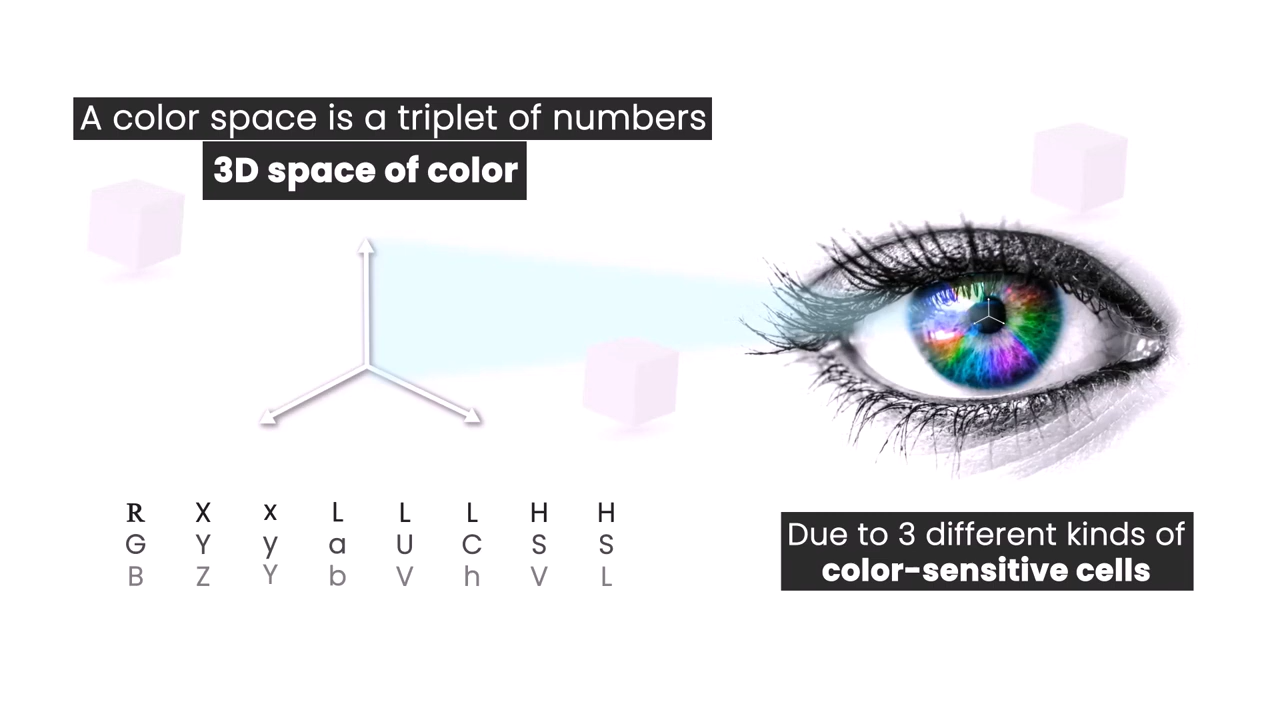 A color space is a triplet of numbers
3D space of color
R X x L L L H H
G Y y a U C S S
B Z Y b V h V L
Due to 3 different kinds of
color-sensitive cells